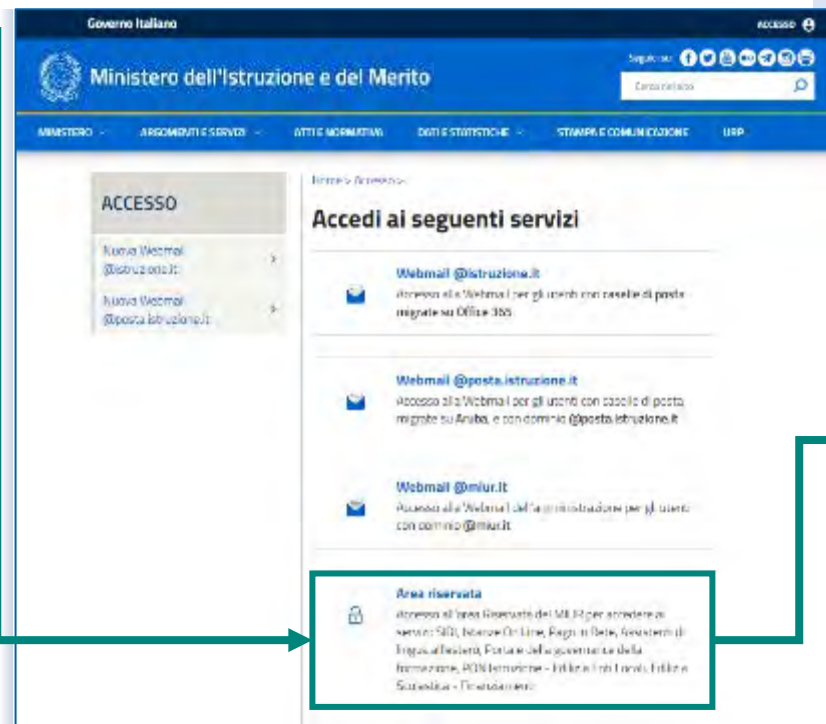 Governo Italiano
ACCESSO
Ministero dell'Istruzione e del Merito
Seguici su
Cerca nel sito
MINISTERO ARGOMENTI E SERVIZI ATTI E NORMATIVA DATI E STATISTICHE STAMPA E COMUNICAZIONE URP
Home > Accesso >
ACCESSO
Nuova Webmail
@istruzione.it
Nuova Webmail
@posta.istruzione.it
Accedi ai seguenti servizi
Webmail @istruzione.it
Accesso alla Webmail per gli utenti con caselle di posta
migrate su Office 365
Webmail @posta.istruzione.it
Accesso alla Webmail per gli utenti con caselle di posta
migrate su Aruba, e con dominio @posta.istruzione.it
Webmail @miur.it
Accesso alla Webmail dell'amministrazione per gli utenti
con dominio @miur.it
Area riservata
Accesso all'area Riservata del MIUR per accedere ai
servizi: SIDI, Istanze On Line, Pago In Rete, Assistenti di
lingua all'estero, Portale della governance della
formazione, PON Istruzione - Edilizia Enti Locali, Edilizia
Scolastica - Finanziamenti